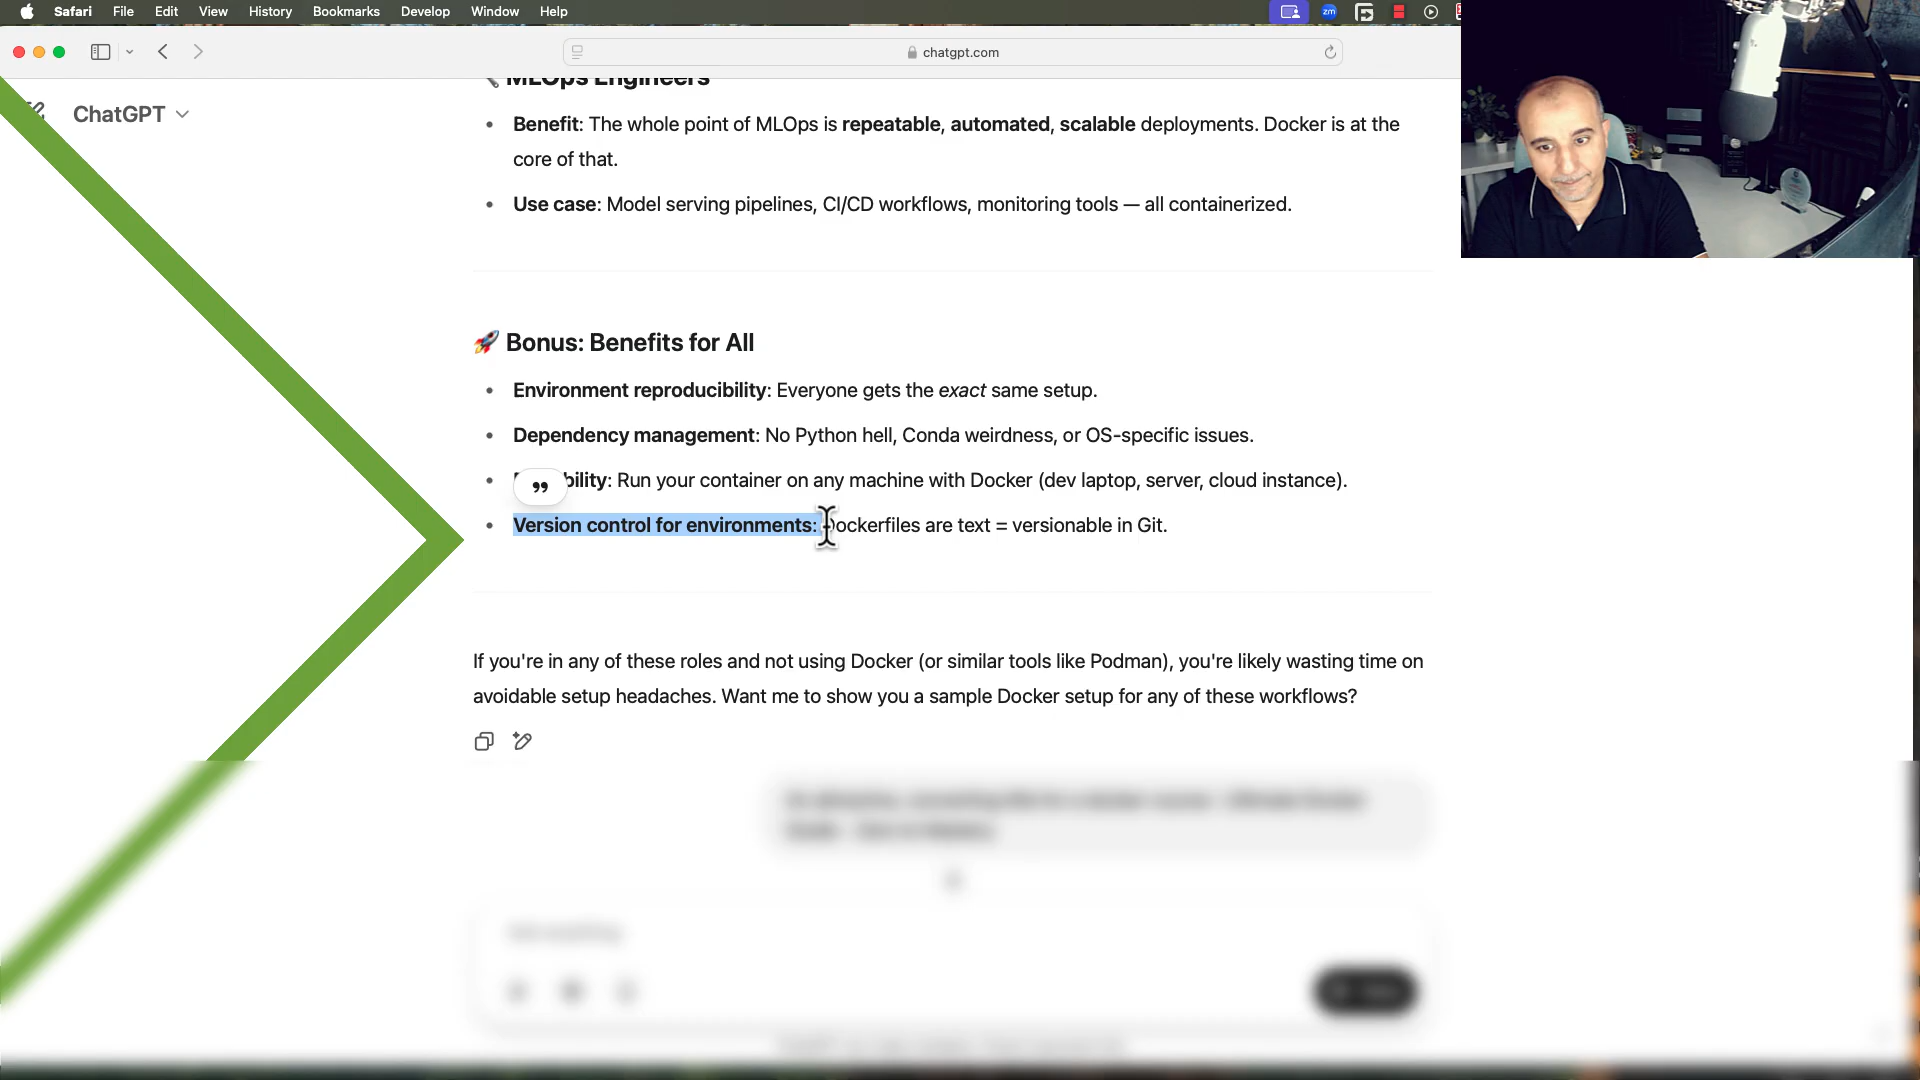 Safari File Edit View History Bookmarks Develop Window Help
zm
chatgpt.com
MLOps Engineers
ChatGPT
• Benefit: The whole point of MLOps is repeatable, automated, scalable deployments. Docker is at the
core of that.
• Use case: Model serving pipelines, CI/CD workflows, monitoring tools — all containerized.
🚀 Bonus: Benefits for All
• Environment reproducibility: Everyone gets the exact same setup.
• Dependency management: No Python hell, Conda weirdness, or OS-specific issues.
• : Run your container on any machine with Docker (dev laptop, server, cloud instance).
• Version control for environments: Dockerfiles are text = versionable in Git.
If you're in any of these roles and not using Docker (or similar tools like Podman), you're likely wasting time on
avoidable setup headaches. Want me to show you a sample Docker setup for any of these workflows?